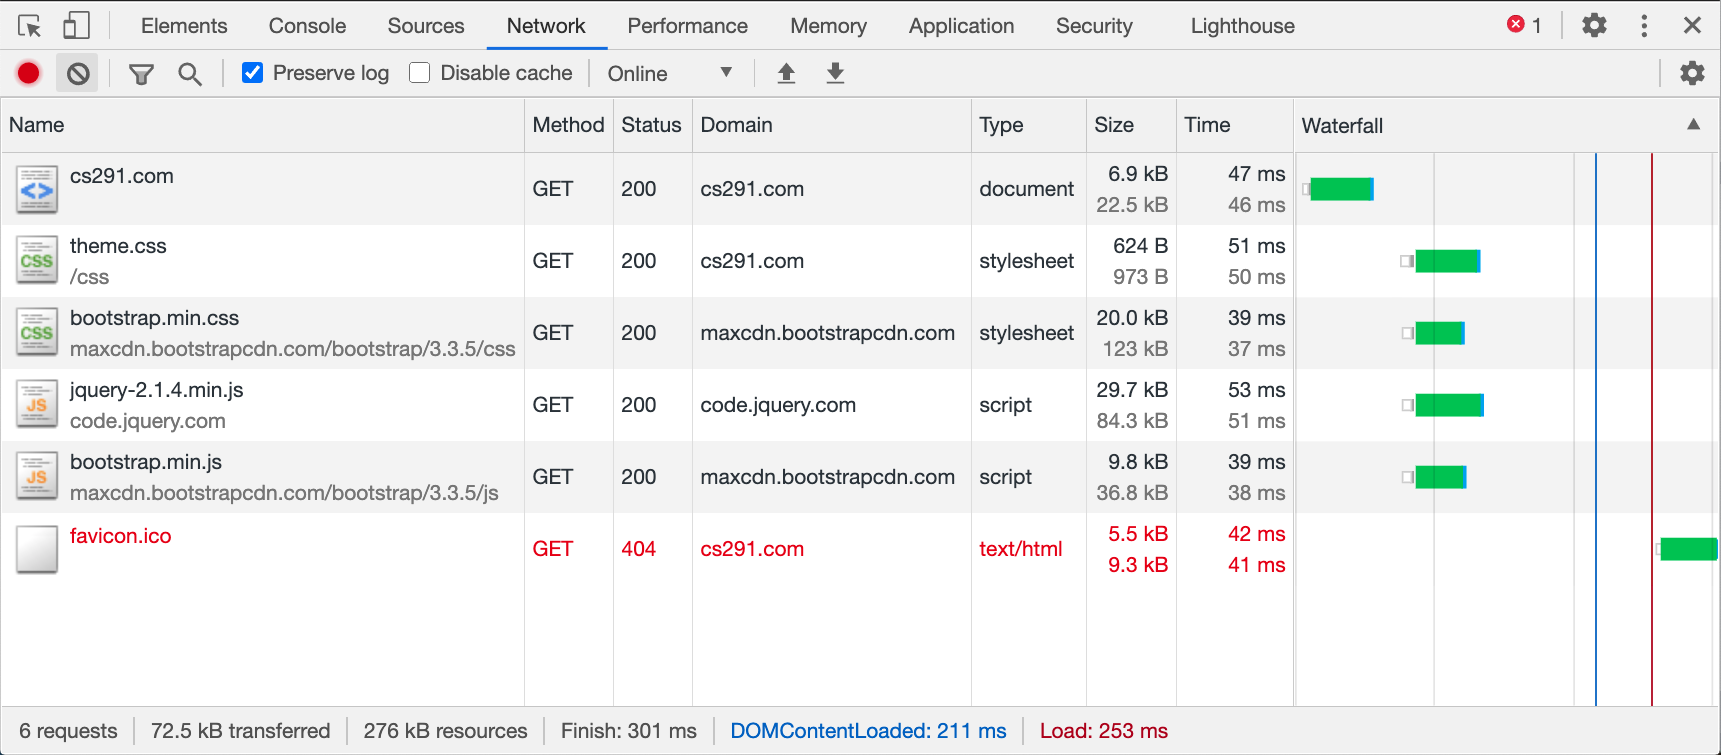 Elements Console Sources Network Performance Memory Application Security Lighthouse 1
Preserve log Disable cache Online
Name Method Status Domain Type Size Time Waterfall
cs291.com GET 200 cs291.com document 6.9 kB 47 ms
22.5 kB 46 ms
theme.css GET 200 cs291.com stylesheet 624 B 51 ms
/css 973 B 50 ms
bootstrap.min.css GET 200 maxcdn.bootstrapcdn.com stylesheet 20.0 kB 39 ms
maxcdn.bootstrapcdn.com/bootstrap/3.3.5/css 123 kB 37 ms
jquery-2.1.4.min.js GET 200 code.jquery.com script 29.7 kB 53 ms
code.jquery.com 84.3 kB 51 ms
bootstrap.min.js GET 200 maxcdn.bootstrapcdn.com script 9.8 kB 39 ms
maxcdn.bootstrapcdn.com/bootstrap/3.3.5/js 36.8 kB 38 ms
favicon.ico GET 404 cs291.com text/html 5.5 kB 42 ms
9.3 kB 41 ms
6 requests 72.5 kB transferred 276 kB resources Finish: 301 ms DOMContentLoaded: 211 ms Load: 253 ms